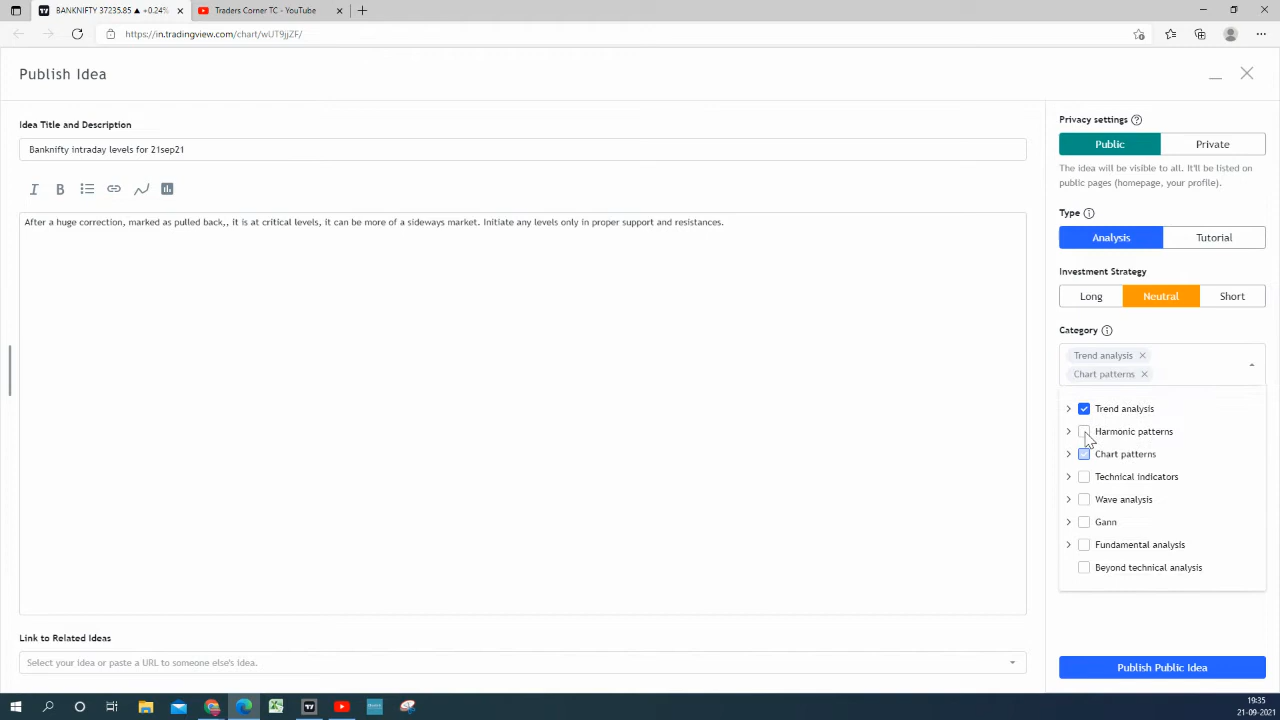 BANKNIFTY 37235.85 ▲ +0.24%
Traders Corner TC - YouTube
https://in.tradingview.com/chart/wUT9jjZF/
Publish Idea
Idea Title and Description
Banknifty intraday levels for 21sep21
I B
After a huge correction, marked as pulled back,, it is at critical levels, it can be more of a sideways market. Initiate any levels only in proper support and resistances.
Link to Related Ideas
Select your idea or paste a URL to someone else's idea.
Privacy settings
Public Private
The idea will be visible to all. It'll be listed on
public pages (homepage, your profile).
Type
Analysis Tutorial
Investment Strategy
Long Neutral Short
Category
Trend analysis
Chart patterns
Trend analysis
Harmonic patterns
Chart patterns
Technical indicators
Wave analysis
Gann
Fundamental analysis
Beyond technical analysis
Publish Public Idea
19:35
21-09-2021